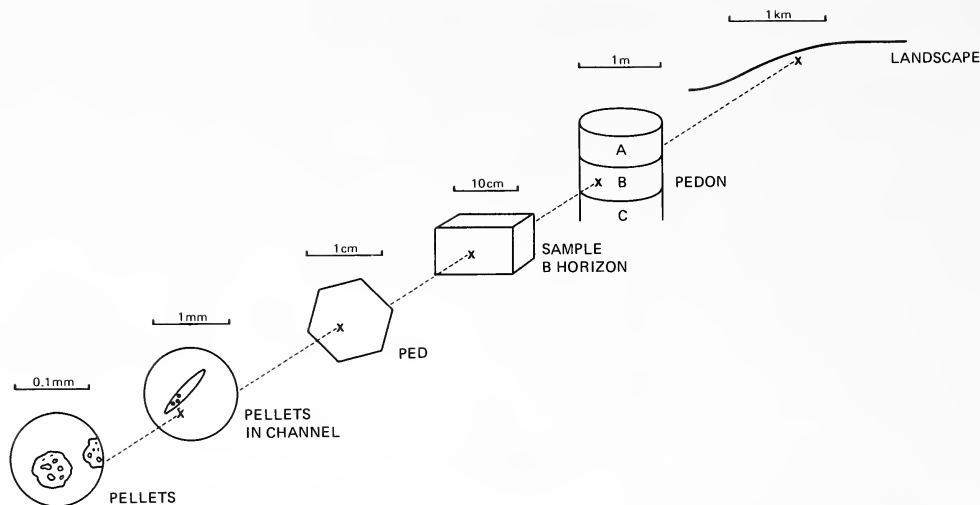 1km
LANDSCAPE
1m
A
B
C
PEDON
10cm
SAMPLE
B HORIZON
1cm
PED
1mm
PELLETS
IN CHANNEL
0.1mm
PELLETS
x
x
x
x
x